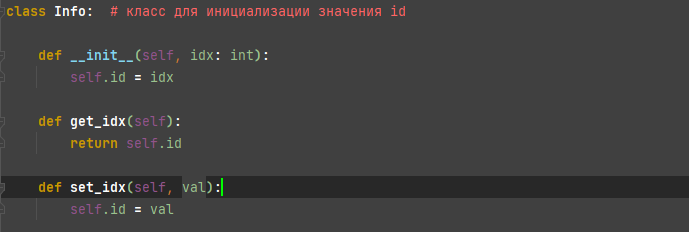 class Info:  # класс для инициализации значения id
def __init__(self, idx: int):
self.id = idx
def get_idx(self):
return self.id
def set_idx(self, val):
self.id = val